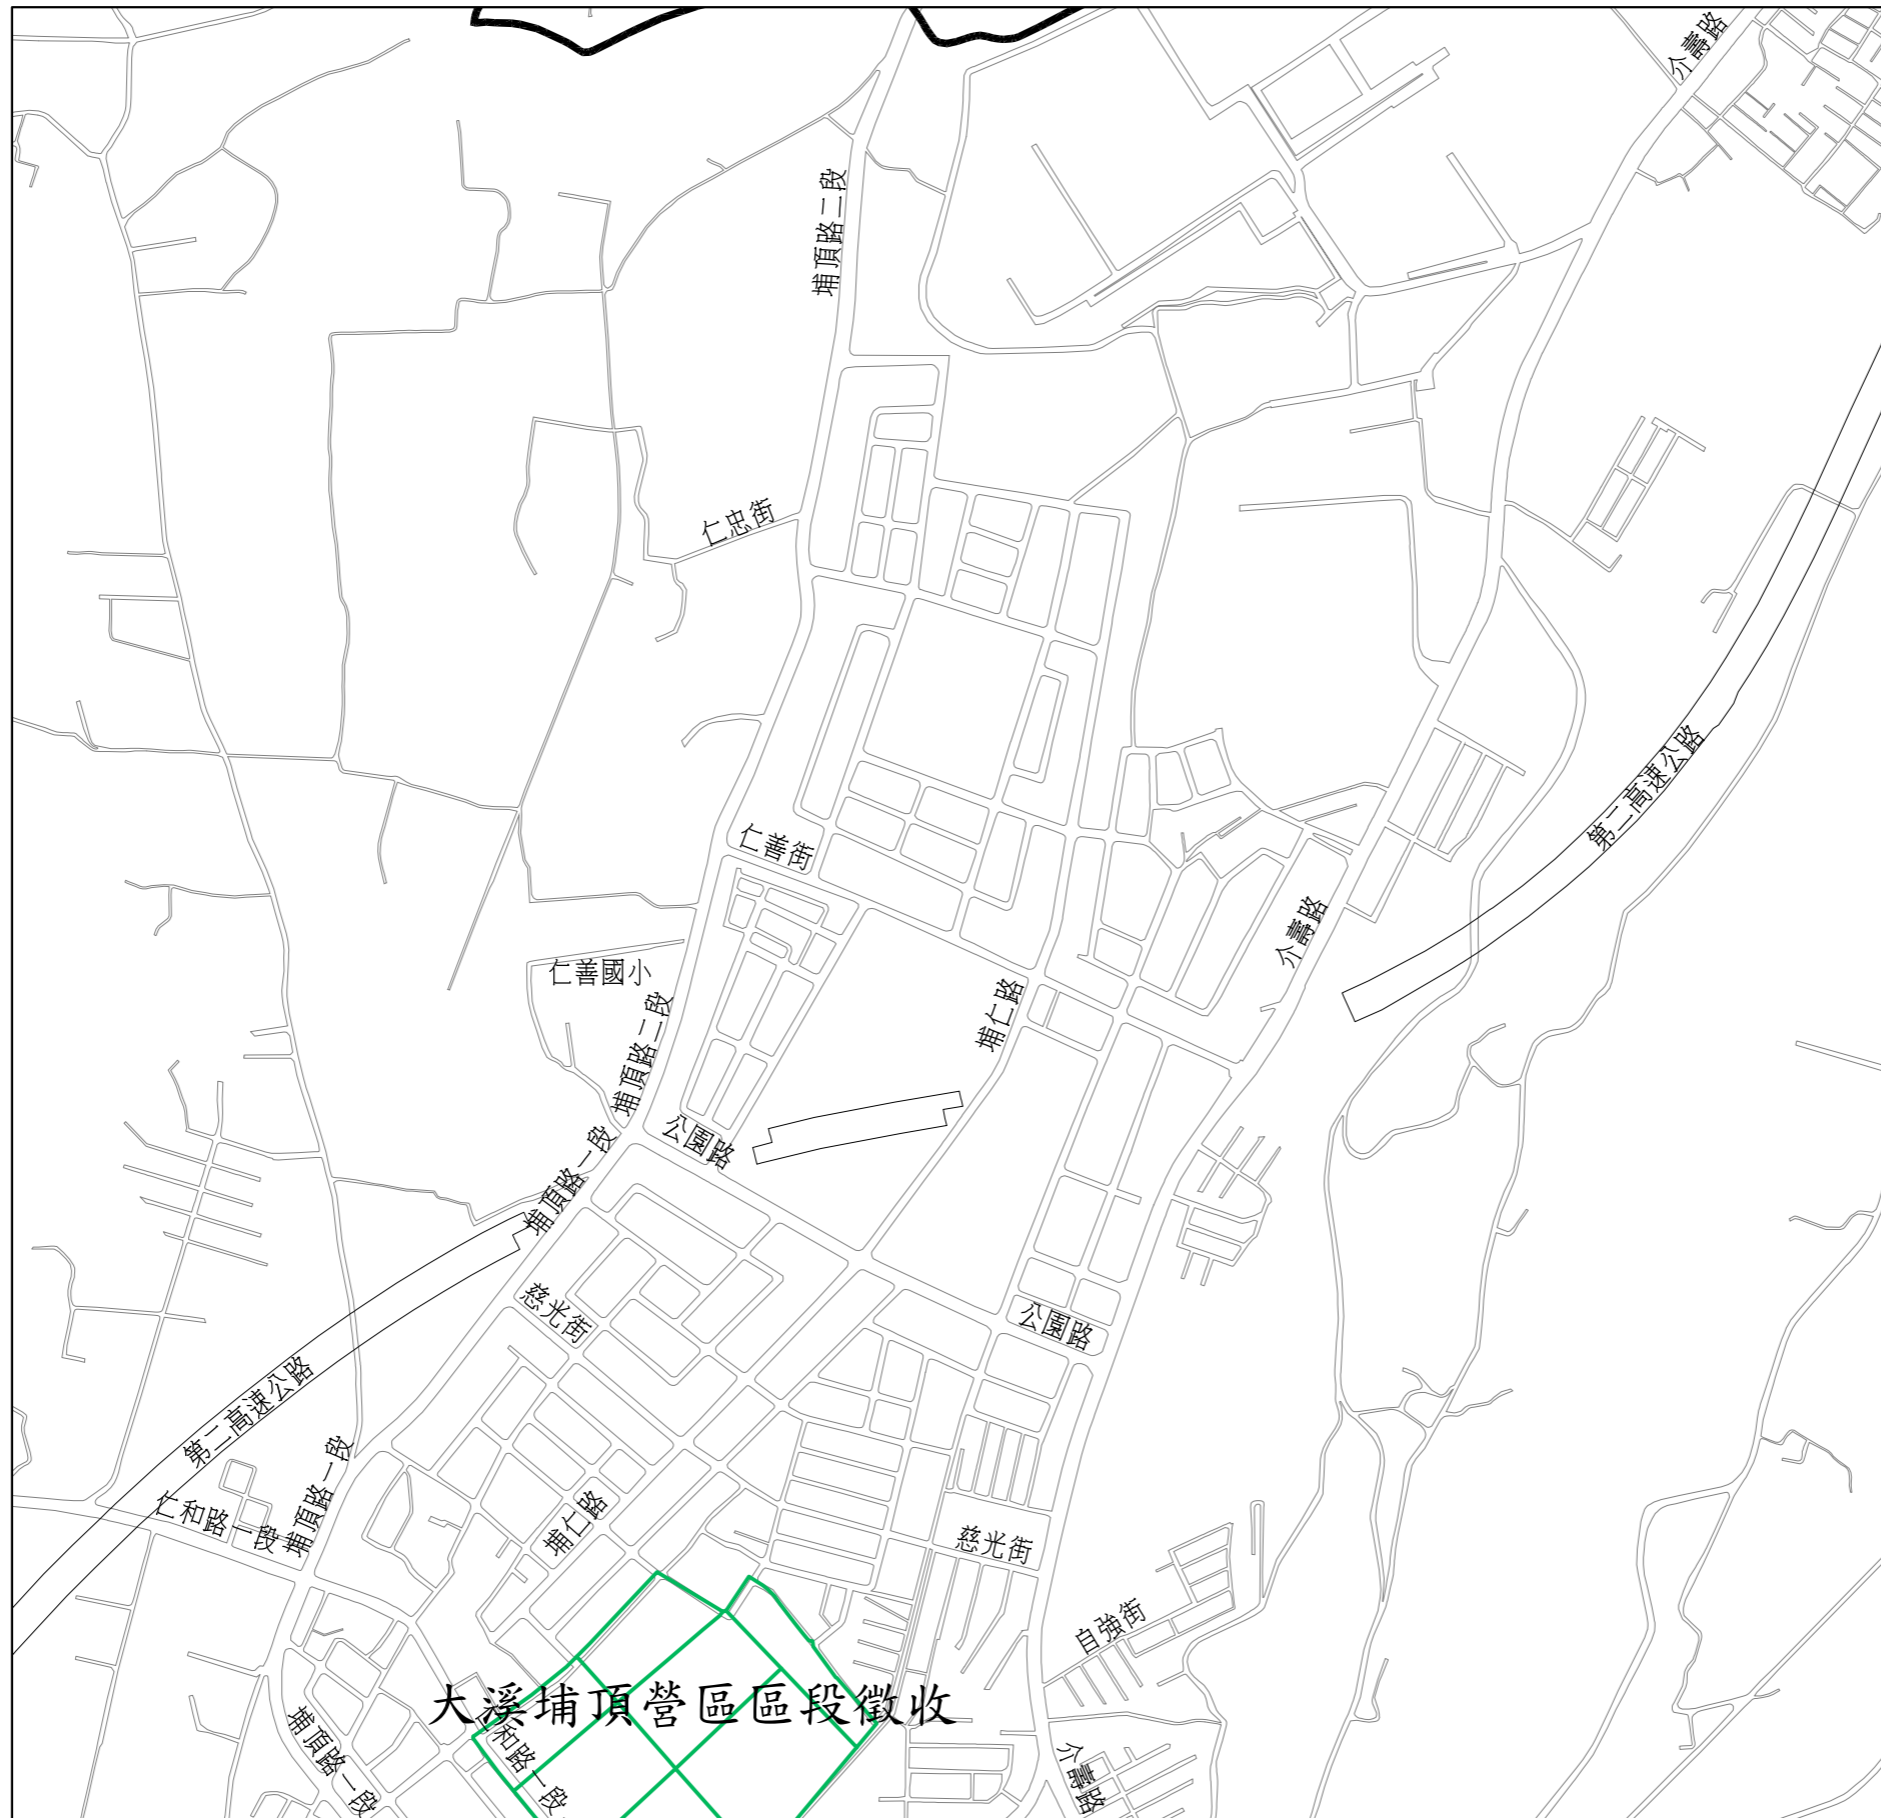 介壽路
埔頂路二段
仁忠街
第二高速公路
仁善街
介壽路
仁善國小
埔仁路
埔頂路二段
公園路
埔頂路一段
慈光街
公園路
第二高速公路
埔頂路一段
仁和路一段
埔仁路
慈光街
自強街
大溪埔頂營區區段徵收
仁和路一段
埔頂路一段
介壽路